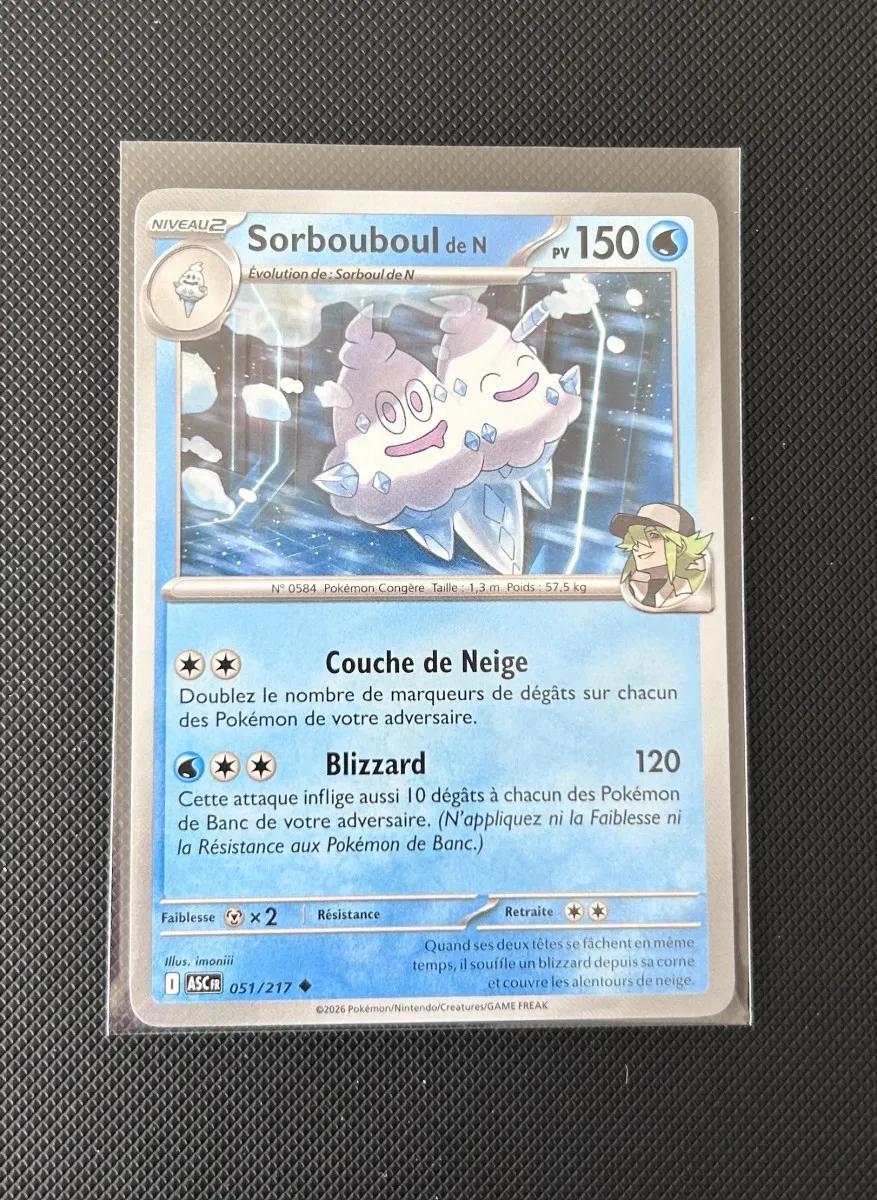 NIVEAU2
Sorbouboul de N
PV 150
Évolution de : Sorboul de N
N° 0584 Pokémon Congère Taille : 1,3 m Poids : 57,5 kg
Couche de Neige
Doublez le nombre de marqueurs de dégâts sur chacun
des Pokémon de votre adversaire.
Blizzard 120
Cette attaque inflige aussi 10 dégâts à chacun des Pokémon
de Banc de votre adversaire. (N'appliquez ni la Faiblesse ni
la Résistance aux Pokémon de Banc.)
Faiblesse ×2 Résistance Retraite
Quand ses deux têtes se fâchent en même
temps, il souffle un blizzard depuis sa corne
et couvre les alentours de neige.
Illus. imoniii
I ASC FR 051/217
©2026 Pokémon/Nintendo/Creatures/GAME FREAK